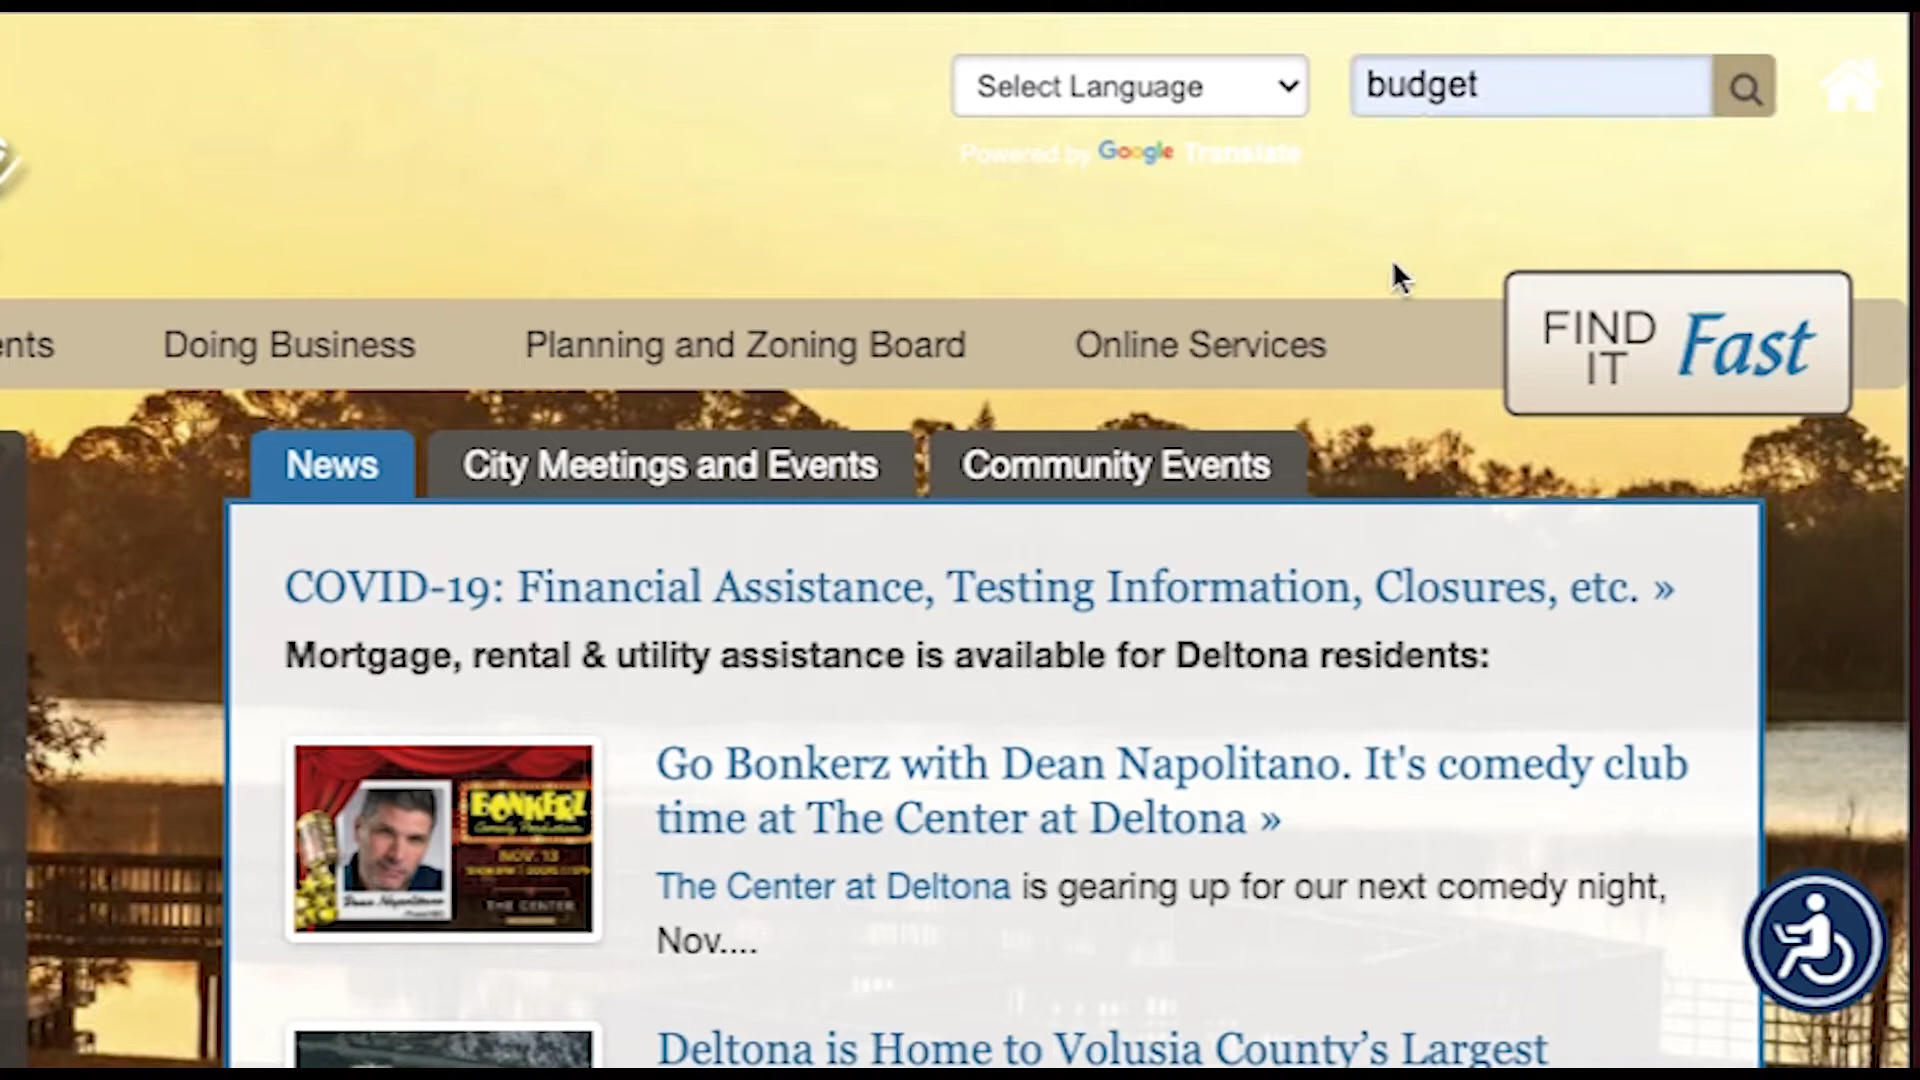 Select Language
budget
Powered by Google Translate
ents
Doing Business
Planning and Zoning Board
Online Services
FIND IT Fast
News
City Meetings and Events
Community Events
COVID-19: Financial Assistance, Testing Information, Closures, etc. »
Mortgage, rental & utility assistance is available for Deltona residents:
BONKERZ
NOV. 13
THE CENTER
Dean Napolitano
Go Bonkerz with Dean Napolitano. It's comedy club
time at The Center at Deltona »
The Center at Deltona is gearing up for our next comedy night,
Nov....
Deltona is Home to Volusia County’s Largest